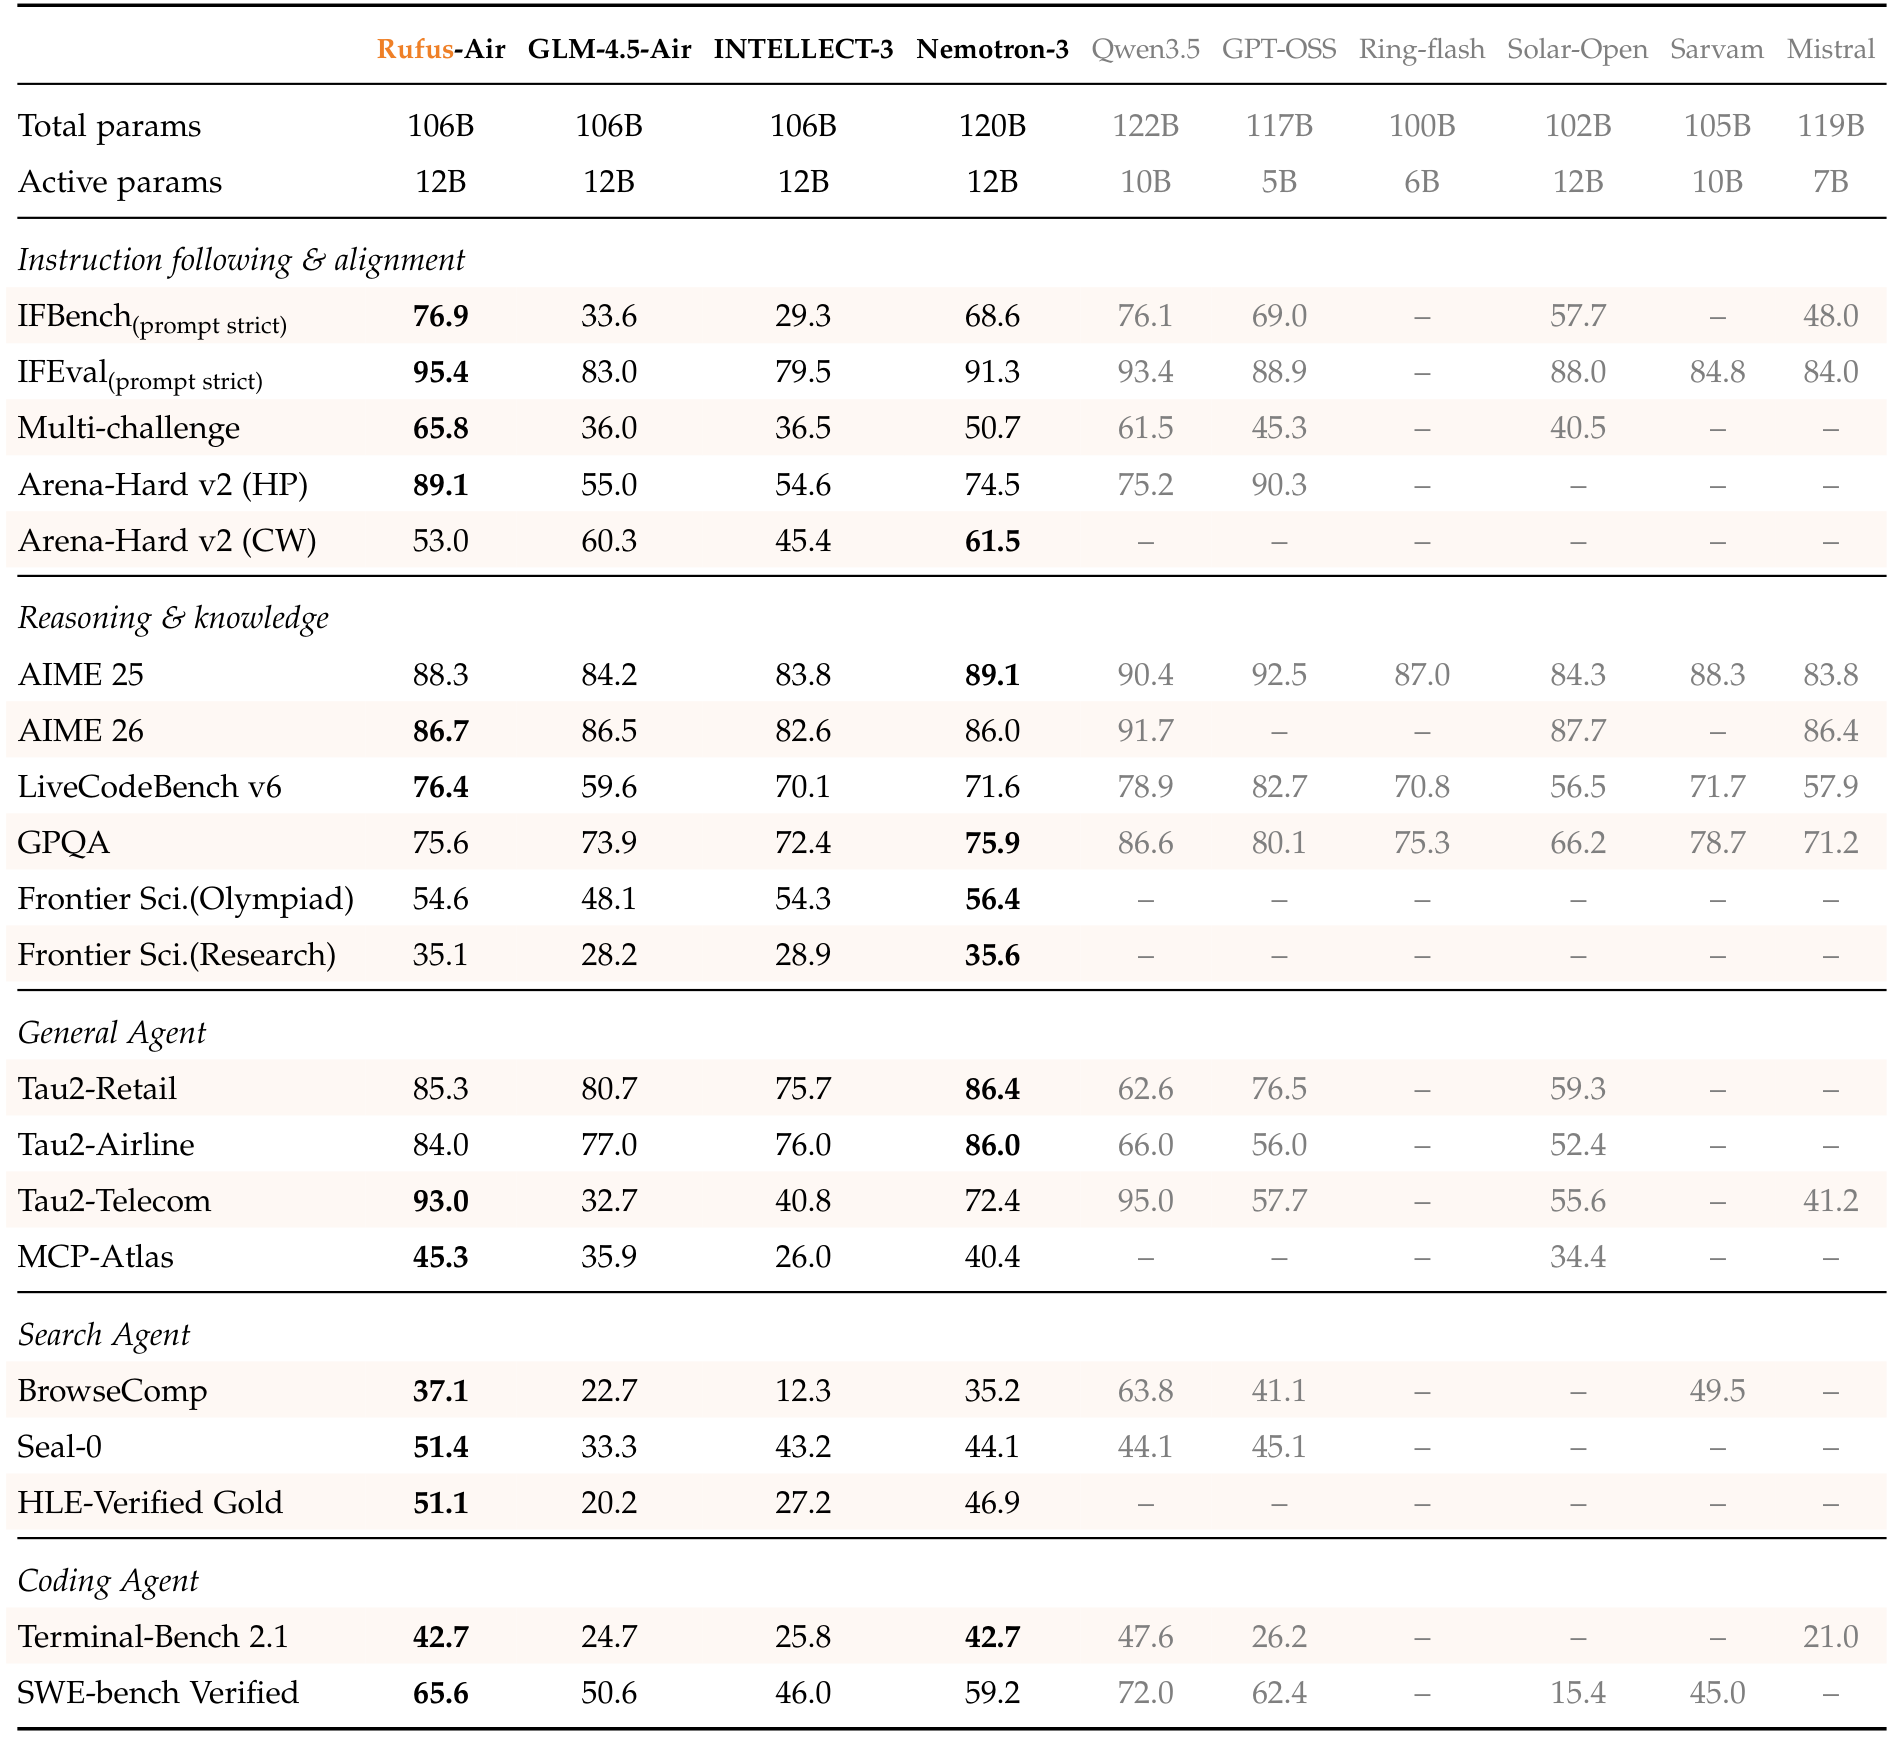 Rufus-Air GLM-4.5-Air INTELLECT-3 Nemotron-3 Qwen3.5 GPT-OSS Ring-flash Solar-Open Sarvam Mistral
Total params 106B 106B 106B 120B 122B 117B 100B 102B 105B 119B
Active params 12B 12B 12B 12B 10B 5B 6B 12B 10B 7B
Instruction following & alignment
IFBench(prompt strict) 76.9 33.6 29.3 68.6 76.1 69.0 – 57.7 – 48.0
IFEval(prompt strict) 95.4 83.0 79.5 91.3 93.4 88.9 – 88.0 84.8 84.0
Multi-challenge 65.8 36.0 36.5 50.7 61.5 45.3 – 40.5 – –
Arena-Hard v2 (HP) 89.1 55.0 54.6 74.5 75.2 90.3 – – – –
Arena-Hard v2 (CW) 53.0 60.3 45.4 61.5 – – – – – –
Reasoning & knowledge
AIME 25 88.3 84.2 83.8 89.1 90.4 92.5 87.0 84.3 88.3 83.8
AIME 26 86.7 86.5 82.6 86.0 91.7 – – 87.7 – 86.4
LiveCodeBench v6 76.4 59.6 70.1 71.6 78.9 82.7 70.8 56.5 71.7 57.9
GPQA 75.6 73.9 72.4 75.9 86.6 80.1 75.3 66.2 78.7 71.2
Frontier Sci.(Olympiad) 54.6 48.1 54.3 56.4 – – – – – –
Frontier Sci.(Research) 35.1 28.2 28.9 35.6 – – – – – –
General Agent
Tau2-Retail 85.3 80.7 75.7 86.4 62.6 76.5 – 59.3 – –
Tau2-Airline 84.0 77.0 76.0 86.0 66.0 56.0 – 52.4 – –
Tau2-Telecom 93.0 32.7 40.8 72.4 95.0 57.7 – 55.6 – 41.2
MCP-Atlas 45.3 35.9 26.0 40.4 – – – 34.4 – –
Search Agent
BrowseComp 37.1 22.7 12.3 35.2 63.8 41.1 – – 49.5 –
Seal-0 51.4 33.3 43.2 44.1 44.1 45.1 – – – –
HLE-Verified Gold 51.1 20.2 27.2 46.9 – – – – – –
Coding Agent
Terminal-Bench 2.1 42.7 24.7 25.8 42.7 47.6 26.2 – – – 21.0
SWE-bench Verified 65.6 50.6 46.0 59.2 72.0 62.4 – 15.4 45.0 –